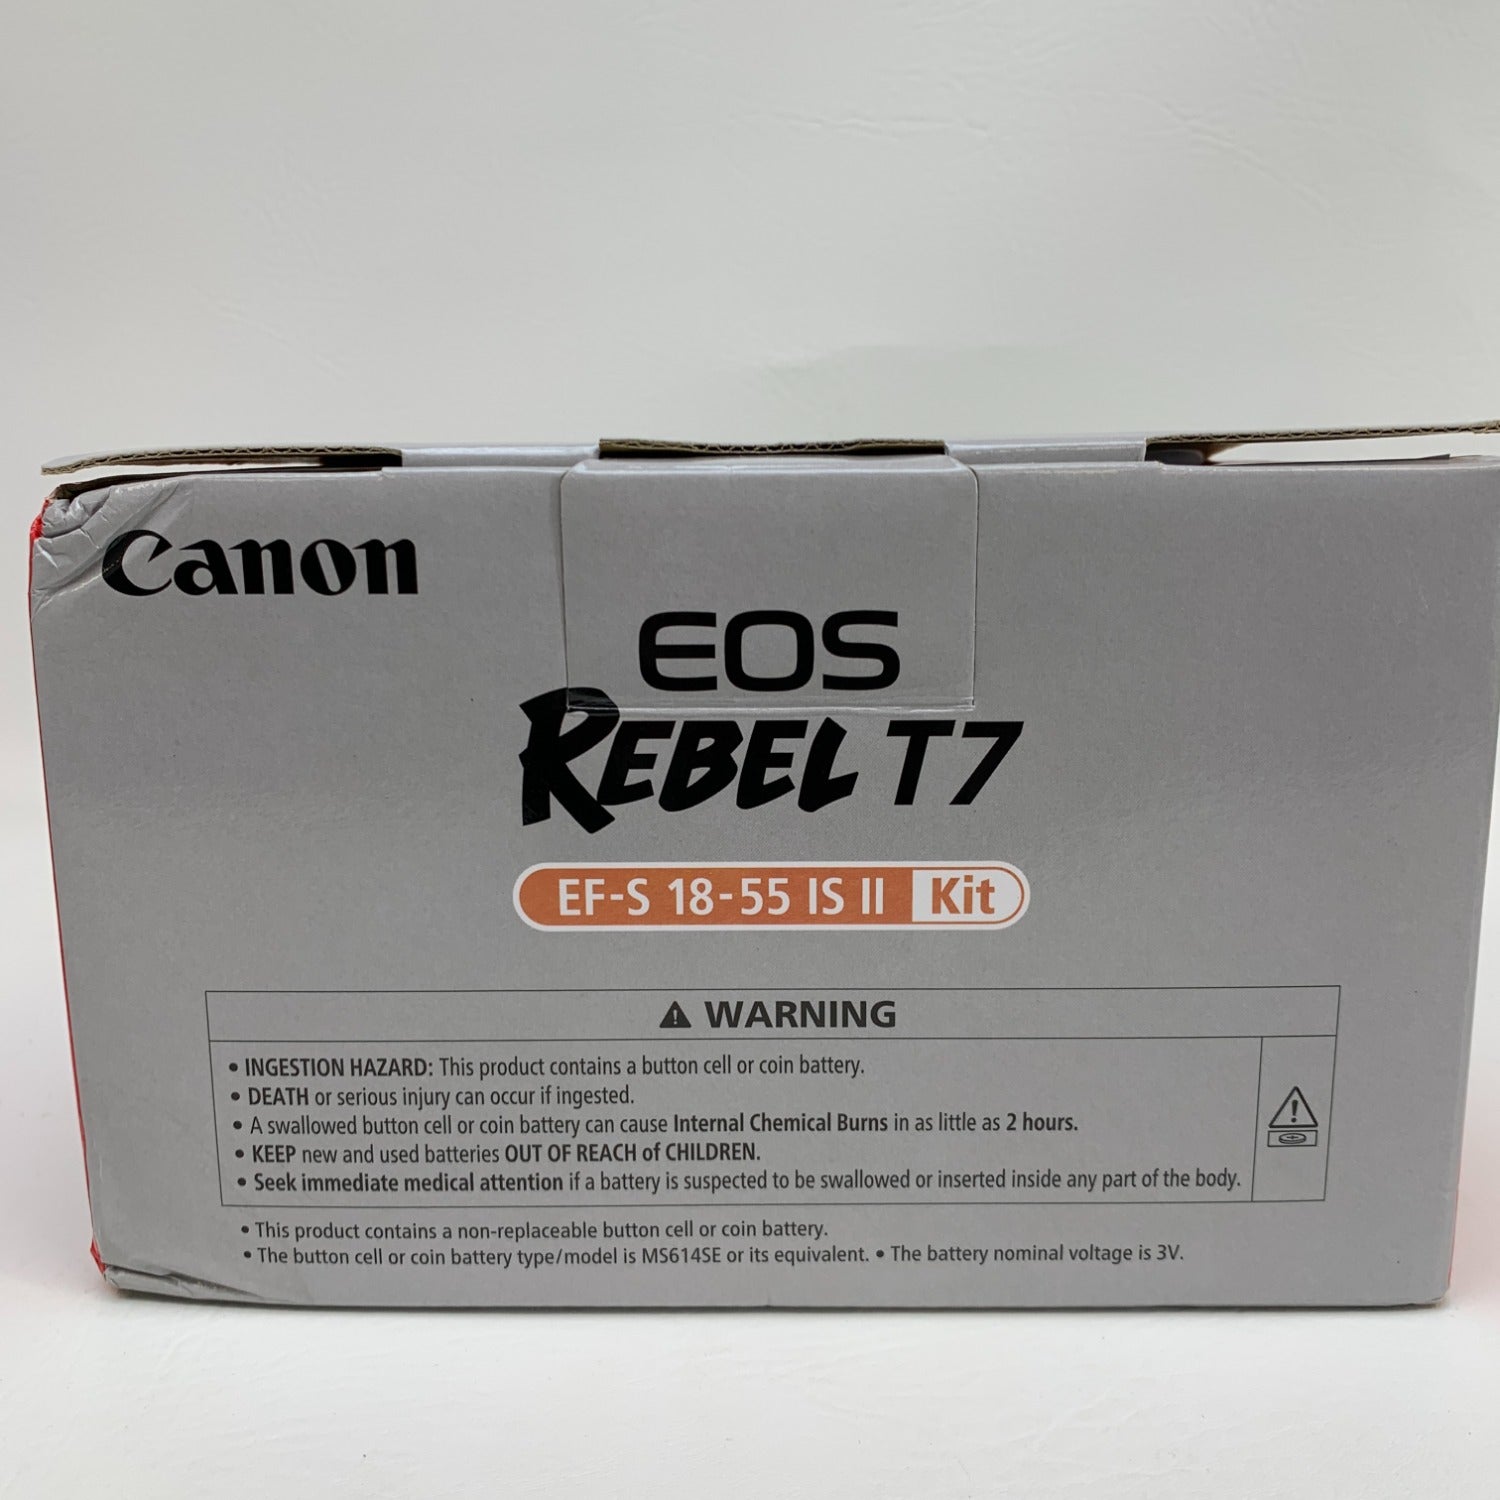 Canon
EOS
REBEL T7
EF-S 18-55 IS II Kit
WARNING
• INGESTION HAZARD: This product contains a button cell or coin battery.
• DEATH or serious injury can occur if ingested.
• A swallowed button cell or coin battery can cause Internal Chemical Burns in as little as 2 hours.
• KEEP new and used batteries OUT OF REACH of CHILDREN.
• Seek immediate medical attention if a battery is suspected to be swallowed or inserted inside any part of the body.
• This product contains a non-replaceable button cell or coin battery.
• The button cell or coin battery type/model is MS614SE or its equivalent. • The battery nominal voltage is 3V.